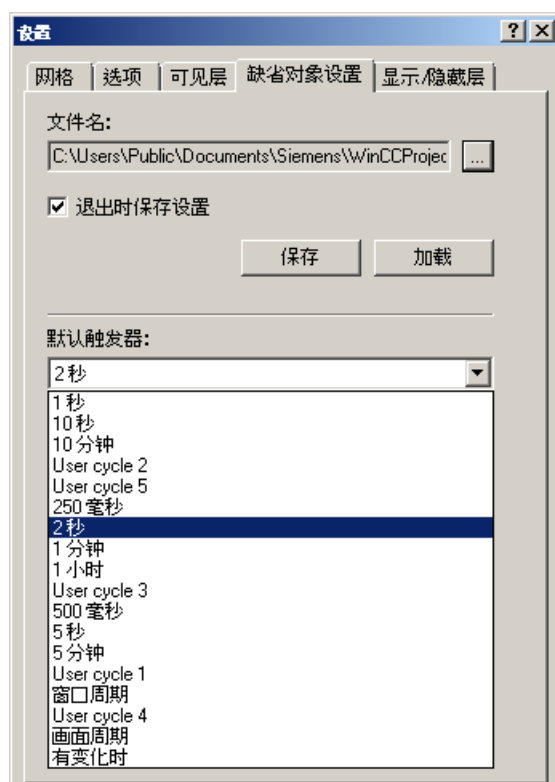 设置
网格
选项
可见层
缺省对象设置
显示/隐藏层
文件名:
C:\Users\Public\Documents\Siemens\WinCCProjec
...
退出时保存设置
保存
加载
默认触发器:
2秒
1秒
10秒
10分钟
User cycle 2
User cycle 5
250毫秒
2秒
1分钟
1小时
User cycle 3
500毫秒
5秒
5分钟
User cycle 1
窗口周期
User cycle 4
画面周期
有变化时